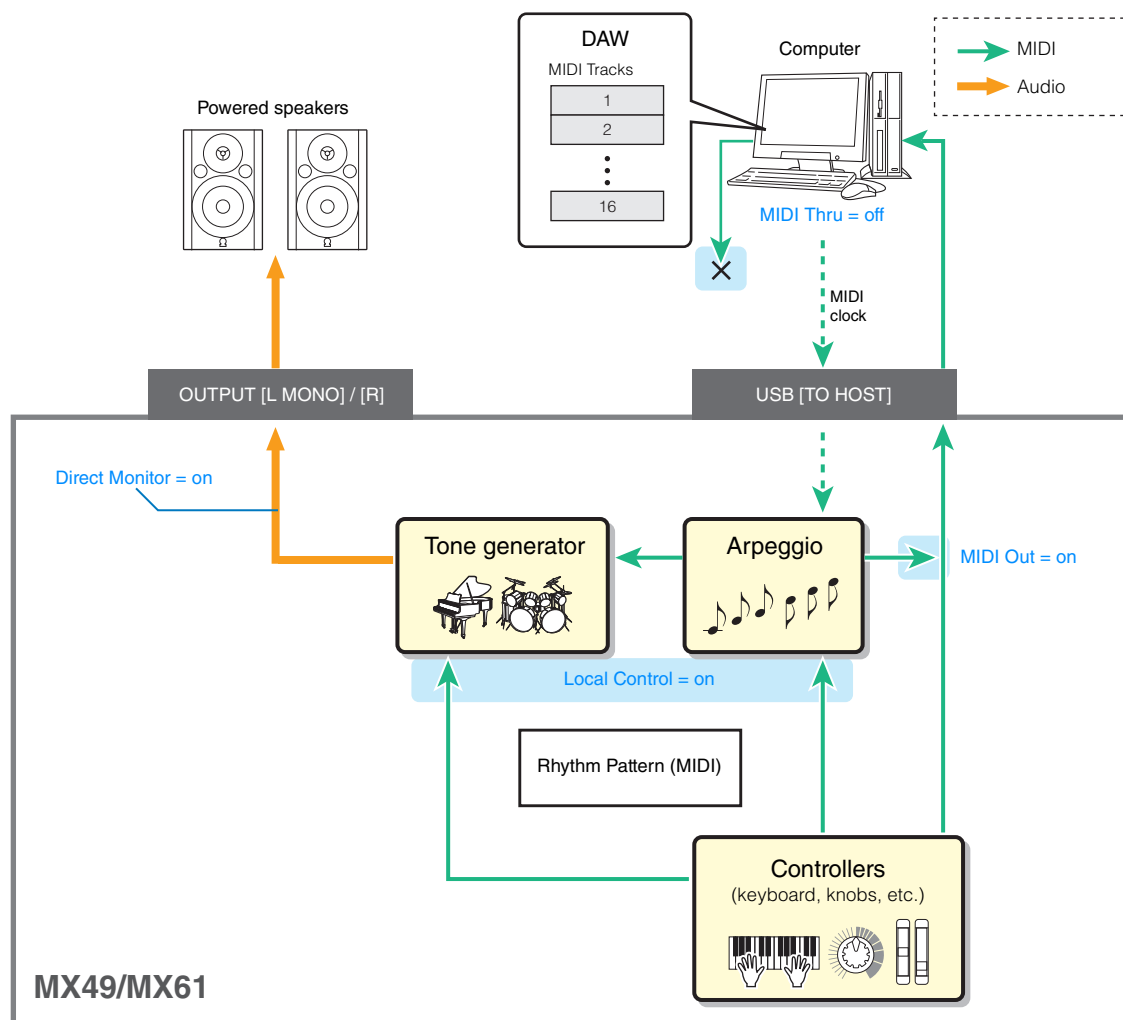 DAW
MIDI Tracks
1
2
16
Computer
MIDI
Audio
Powered speakers
MIDI Thru = off
MIDI
clock
OUTPUT [L MONO] / [R]
USB [TO HOST]
Direct Monitor = on
Tone generator
Arpeggio
MIDI Out = on
Local Control = on
Rhythm Pattern (MIDI)
Controllers
(keyboard, knobs, etc.)
MX49/MX61